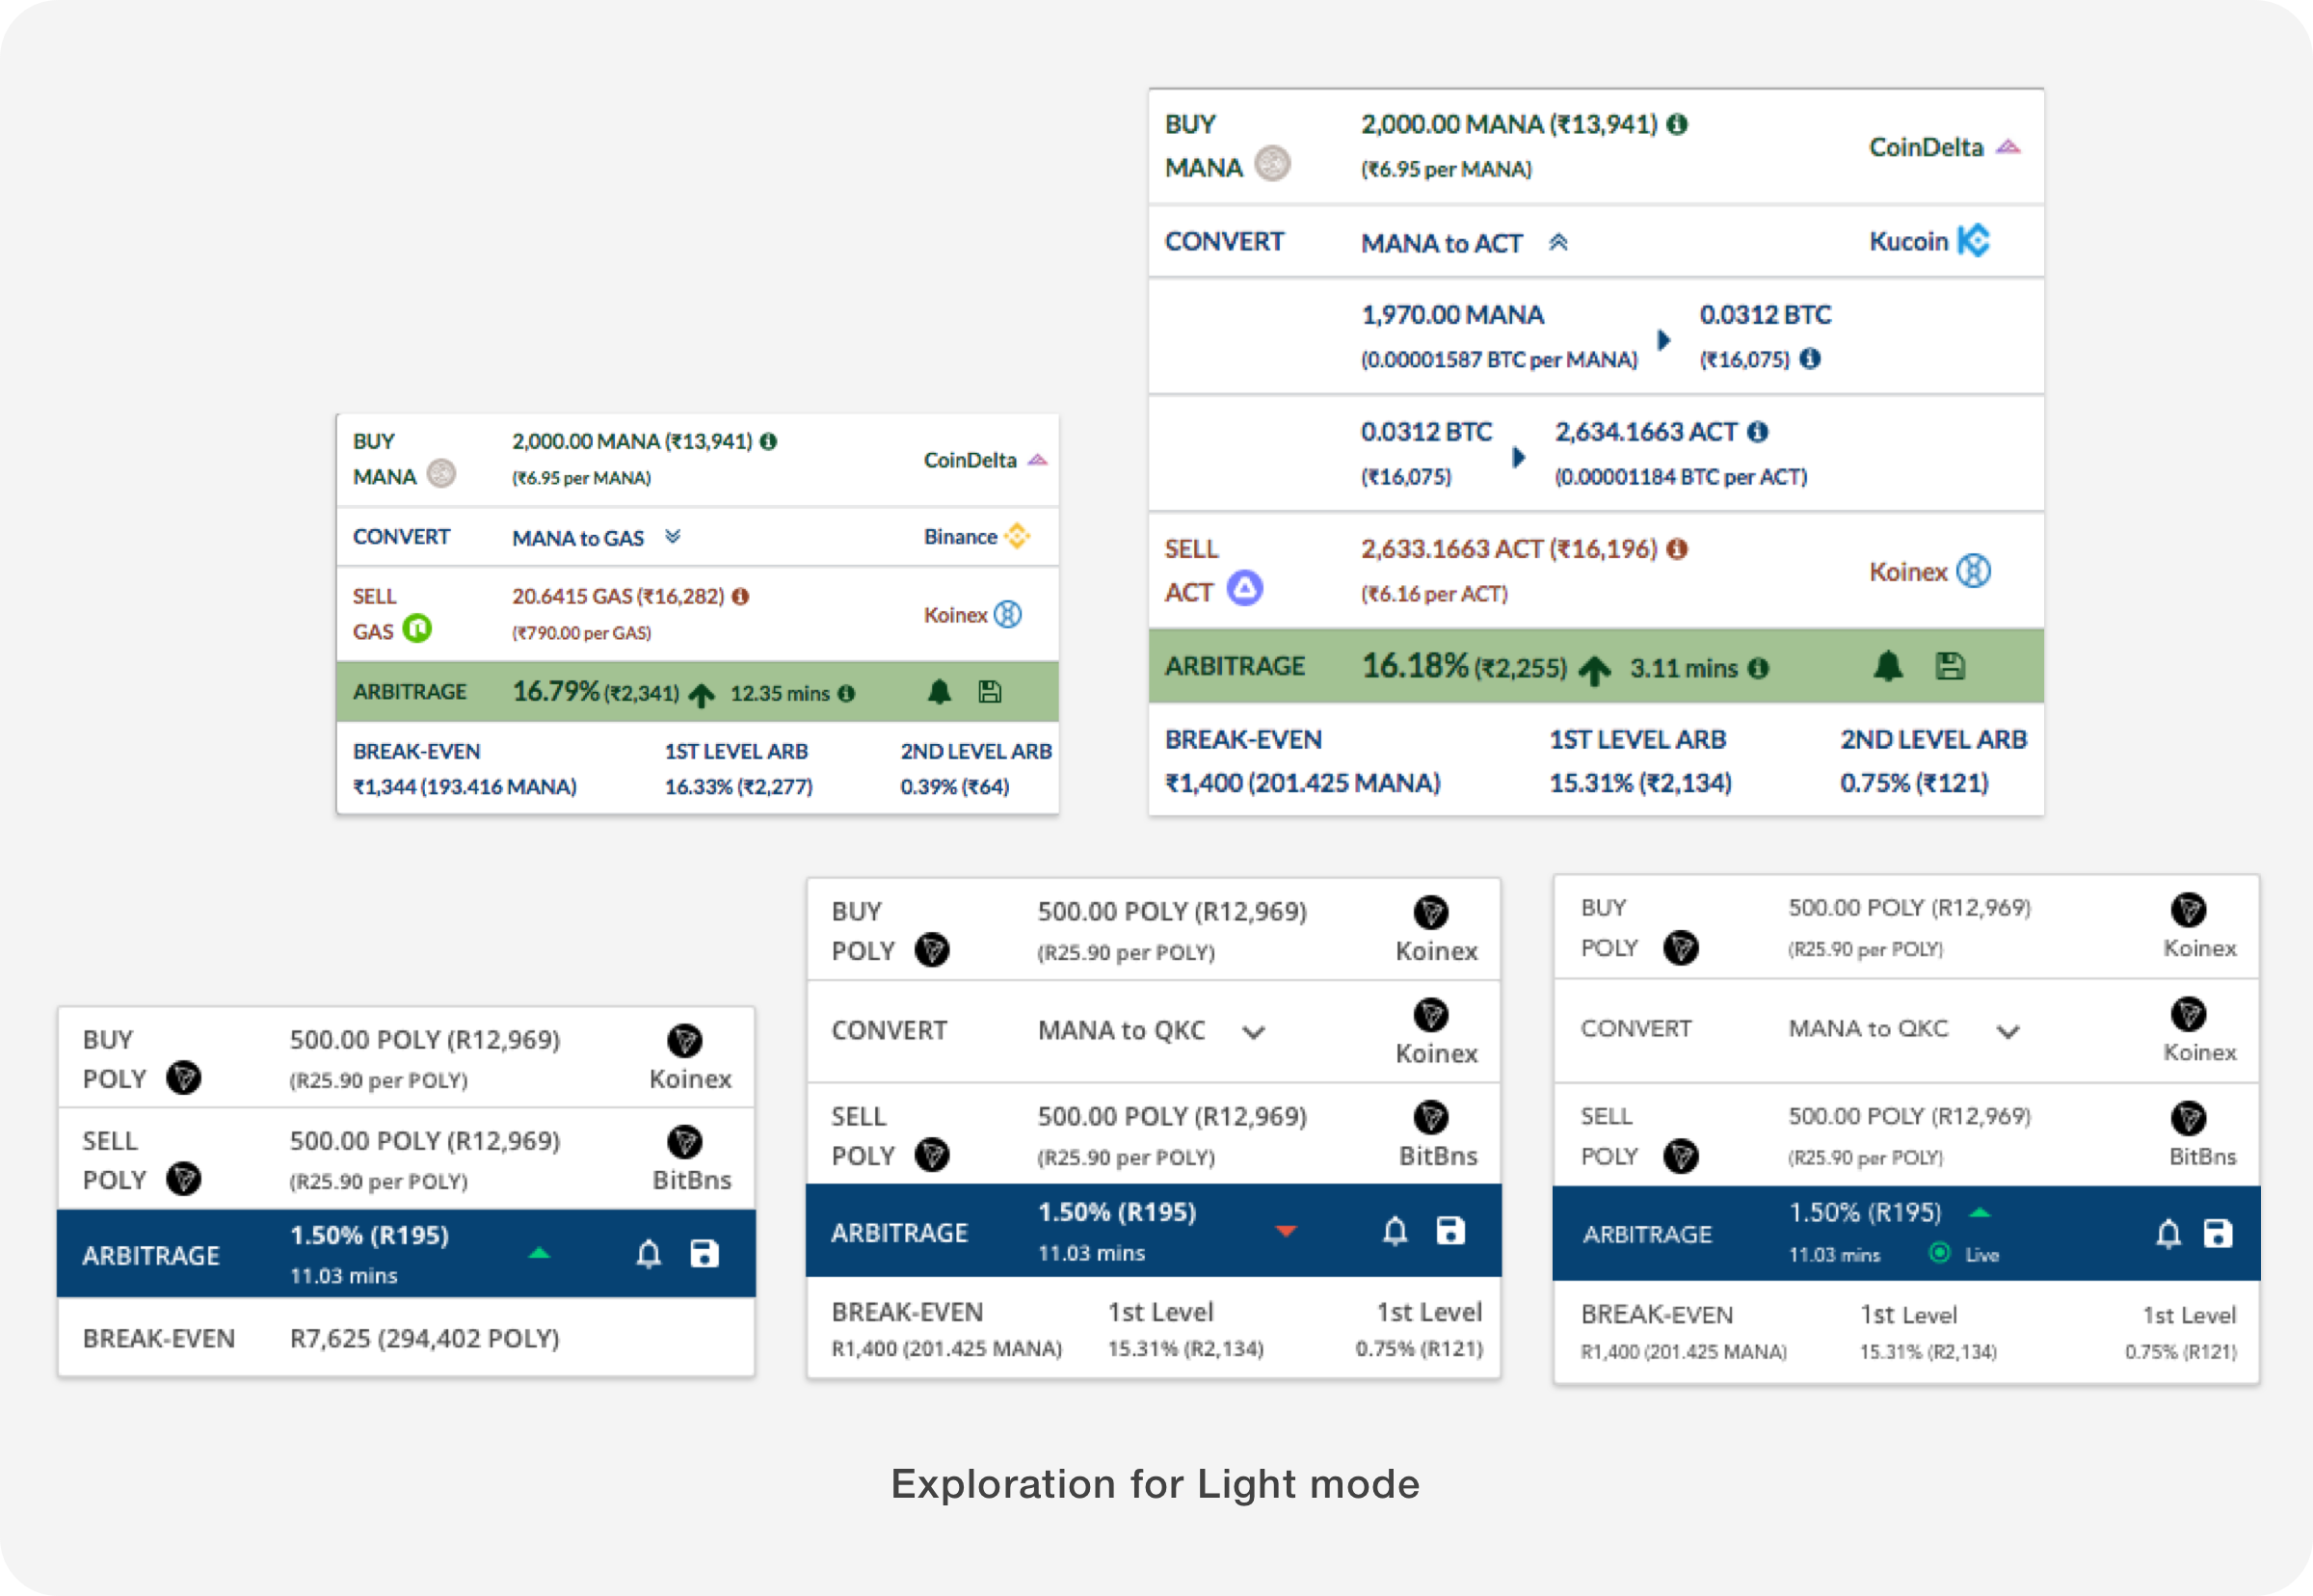 BUY
MANA
2,000.00 MANA (₹13,941)
(₹6.95 per MANA)
CoinDelta
CONVERT
MANA to GAS
Binance
SELL
GAS
20.6415 GAS (₹16,282)
(₹790.00 per GAS)
Koinex
ARBITRAGE
16.79% (₹2,341)
12.35 mins
BREAK-EVEN
₹1,344 (193.416 MANA)
1ST LEVEL ARB
16.33% (₹2,277)
2ND LEVEL ARB
0.39% (₹64)
BUY
MANA
2,000.00 MANA (₹13,941)
(₹6.95 per MANA)
CoinDelta
CONVERT
MANA to ACT
Kucoin
1,970.00 MANA
(0.00001587 BTC per MANA)
0.0312 BTC
(₹16,075)
0.0312 BTC
(₹16,075)
2,634.1663 ACT
(0.00001184 BTC per ACT)
SELL
ACT
2,633.1663 ACT (₹16,196)
(₹6.16 per ACT)
Koinex
ARBITRAGE
16.18% (₹2,255)
3.11 mins
BREAK-EVEN
₹1,400 (201.425 MANA)
1ST LEVEL ARB
15.31% (₹2,134)
2ND LEVEL ARB
0.75% (₹121)
BUY
POLY
500.00 POLY (R12,969)
(R25.90 per POLY)
Koinex
SELL
POLY
500.00 POLY (R12,969)
(R25.90 per POLY)
BitBns
ARBITRAGE
1.50% (R195)
11.03 mins
BREAK-EVEN
R7,625 (294,402 POLY)
BUY
POLY
500.00 POLY (R12,969)
(R25.90 per POLY)
Koinex
CONVERT
MANA to QKC
Koinex
SELL
POLY
500.00 POLY (R12,969)
(R25.90 per POLY)
BitBns
ARBITRAGE
1.50% (R195)
11.03 mins
BREAK-EVEN
R1,400 (201.425 MANA)
1st Level
15.31% (R2,134)
1st Level
0.75% (R121)
BUY
POLY
500.00 POLY (R12,969)
(R25.90 per POLY)
Koinex
CONVERT
MANA to QKC
Koinex
SELL
POLY
500.00 POLY (R12,969)
(R25.90 per POLY)
BitBns
ARBITRAGE
1.50% (R195)
11.03 mins
Live
BREAK-EVEN
R1,400 (201.425 MANA)
1st Level
15.31% (R2,134)
1st Level
0.75% (R121)
Exploration for Light mode